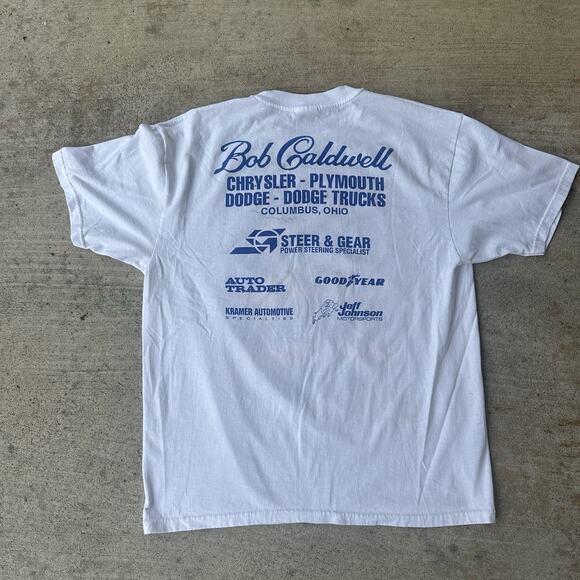 Bob Caldwell
CHRYSLER - PLYMOUTH
DODGE - DODGE TRUCKS
COLUMBUS, OHIO
STEER & GEAR
POWER STEERING SPECIALIST
AUTO TRADER
GOODYEAR
KRAMER AUTOMOTIVE
SPECIALTIES
Jeff Johnson
MOTORSPORTS